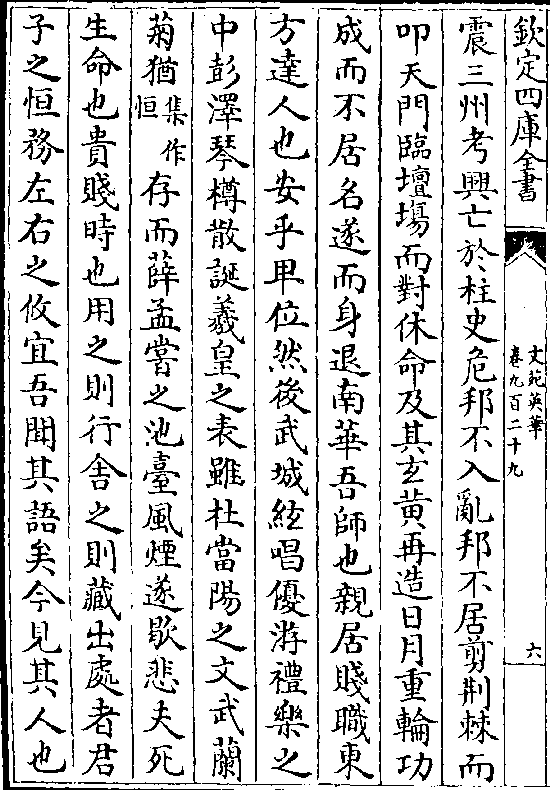 欽定四庫全書
文苑英華
卷九百二十九
六
震三州考興亡於柱史危邦不入亂邦不居剪荆棘而
叩天門臨壇場而對休命及其玄黄再造日月重輪功
成而不居名遂而身退南華吾師也親居賤職東
方達人也安乎卑位然後武城絃唱優游禮樂之
中彭澤琴樽散誕羲皇之表雖杜當陽之文武蘭
菊猶集作恒存而薛孟嘗之池臺風煙遂歇悲夫死
生命也貴賤時也用之則行舍之則藏出處者君
子之恒務左右之攸宜吾聞其語矣今見其人也